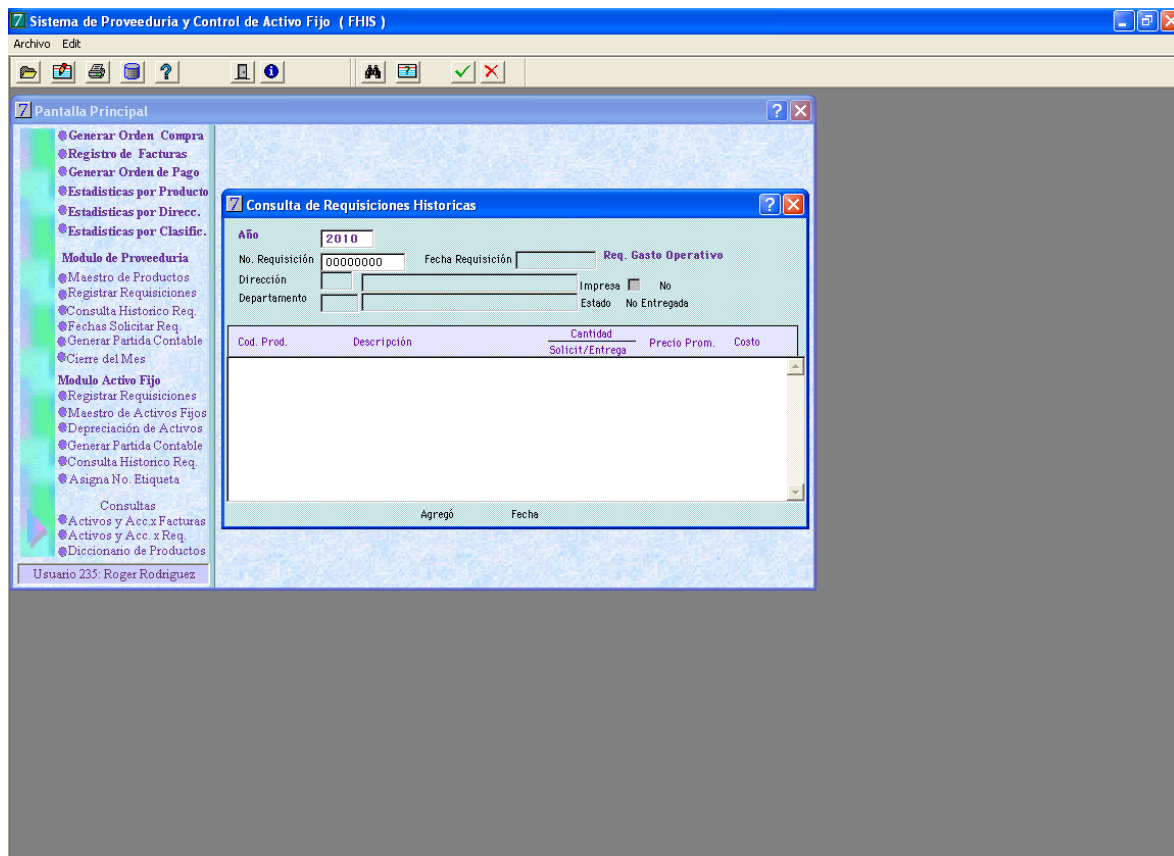 Sistema de Proveeduria y Control de Activo Fijo ( FHIS )
Archivo Edit
Pantalla Principal
Generar Orden Compra
Registro de Facturas
Generar Orden de Pago
Estadisticas por Producto
Estadisticas por Direcc.
Estadisticas por Clasific.
Modulo de Proveeduria
Maestro de Productos
Registrar Requisiciones
Consulta Historico Req.
Fechas Solicitar Req.
Generar Partida Contable
Cierre del Mes
Modulo Activo Fijo
Registrar Requisiciones
Maestro de Activos Fijos
Depreciación de Activos
Generar Partida Contable
Consulta Historico Req.
Asigna No. Etiqueta
Consultas
Activos y Acc.x Facturas
Activos y Acc. x Req.
Diccionario de Productos
Usuario 235: Roger Rodriguez
Consulta de Requisiciones Historicas
Año 2010
No. Requisición 00000000 Fecha Requisición Req. Gasto Operativo
Dirección Impresa No
Departamento Estado No Entregada
Cod. Prod. Descripción Cantidad Solicit/Entrega Precio Prom. Costo
Agregó Fecha